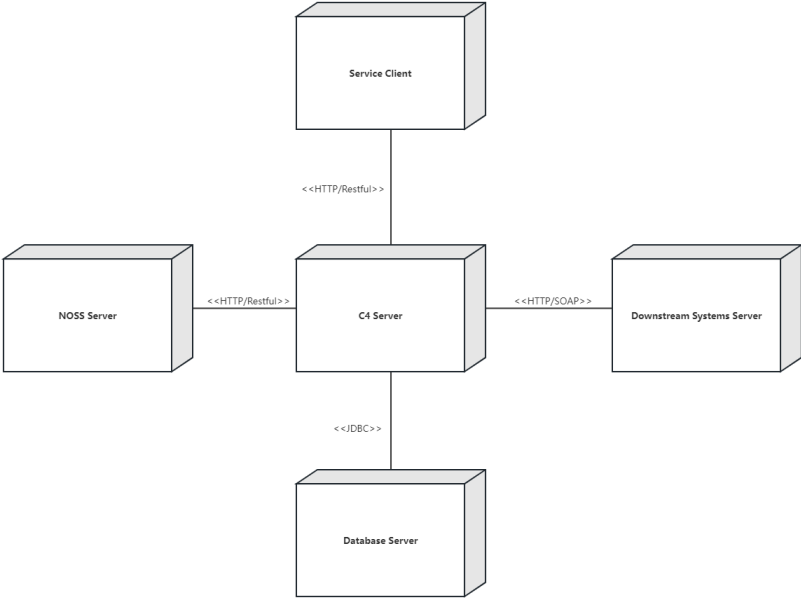 Service Client
<<HTTP/Restful>>
<<HTTP/Restful>>
<<HTTP/SOAP>>
NOSS Server
C4 Server
Downstream Systems Server
<<JDBC>>
Database Server